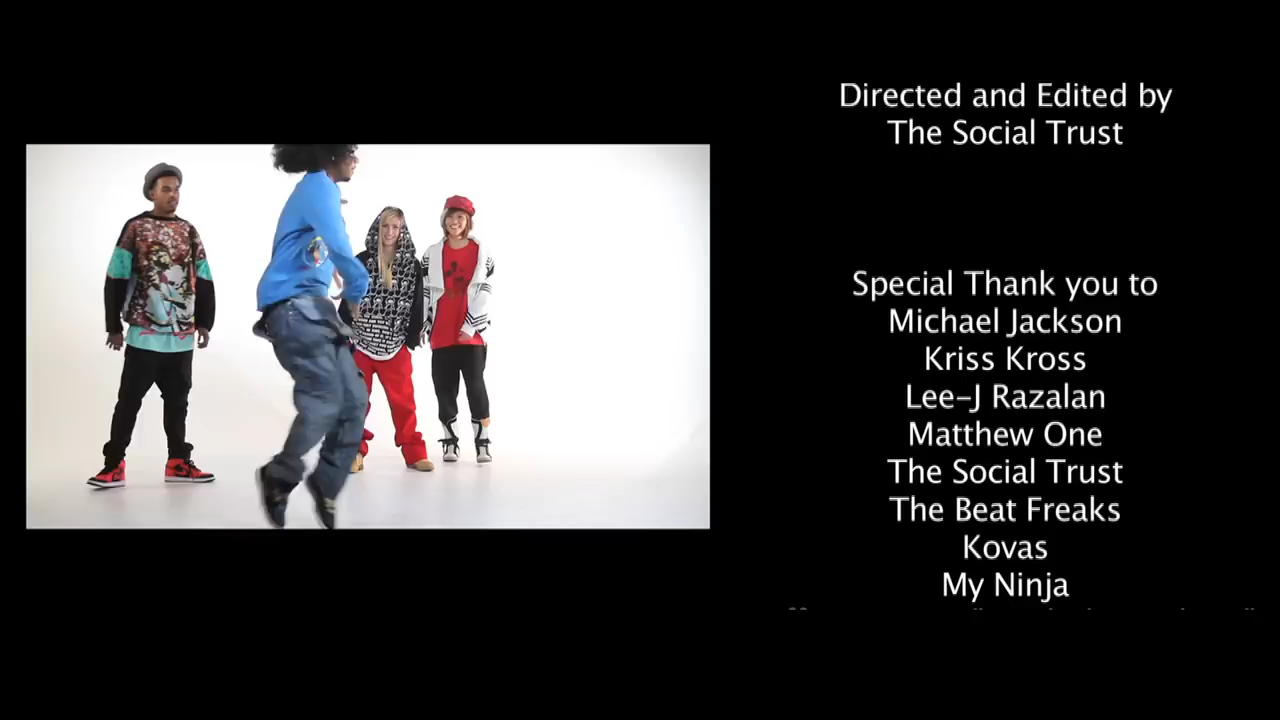 Directed and Edited by
The Social Trust
Special Thank you to
Michael Jackson
Kriss Kross
Lee-J Razalan
Matthew One
The Social Trust
The Beat Freaks
Kovas
My Ninja